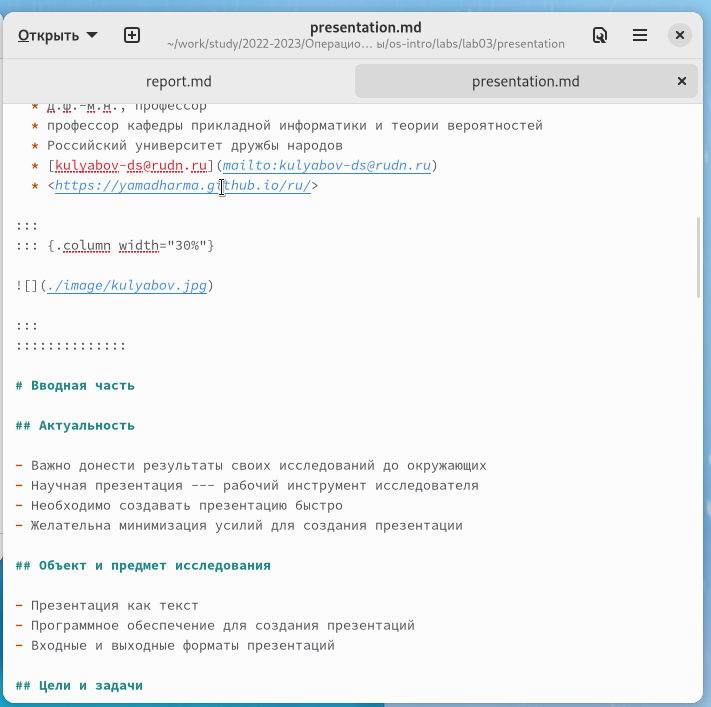 Открыть
presentation.md
~/work/study/2022-2023/Операцио… ы/os-intro/labs/lab03/presentation
report.md
presentation.md
* д.ф.-м.н., профессор
* профессор кафедры прикладной информатики и теории вероятностей
* Российский университет дружбы народов
* [kulyabov-ds@rudn.ru](mailto:kulyabov-ds@rudn.ru)
* <https://yamadharma.github.io/ru/>
:::
::: {.column width="30%"}
![](./image/kulyabov.jpg)
:::
::::::::::::::
# Вводная часть
## Актуальность
- Важно донести результаты своих исследований до окружающих
- Научная презентация --- рабочий инструмент исследователя
- Необходимо создавать презентацию быстро
- Желательна минимизация усилий для создания презентации
## Объект и предмет исследования
- Презентация как текст
- Программное обеспечение для создания презентаций
- Входные и выходные форматы презентаций
## Цели и задачи